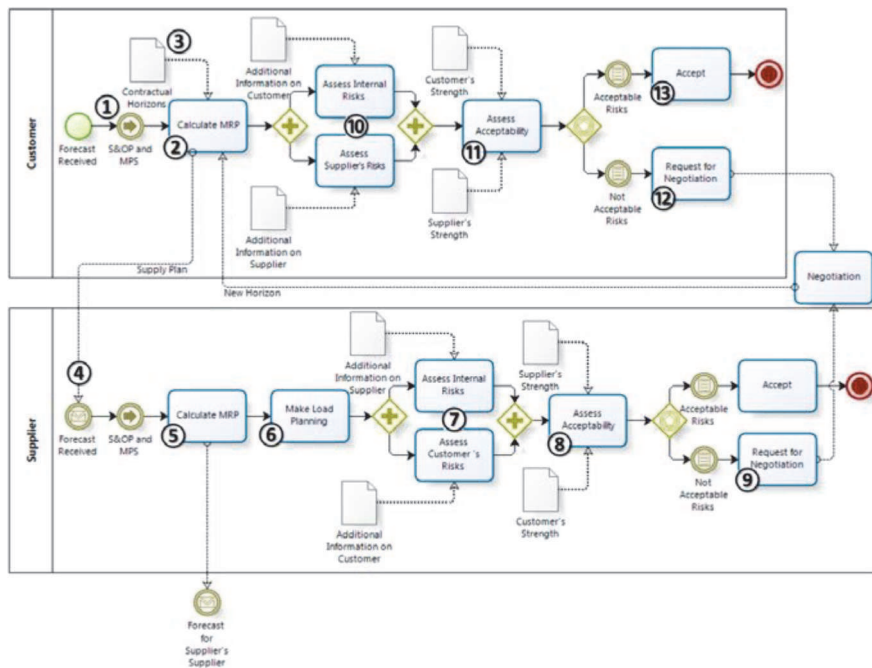 Customer
3
Contractual
Horizons
Additional
Information on
Customer
Customer's
Strength
1
Forecast
Received
S&OP and
MPS
Calculate MRP
2
Assess Internal
Risks
10
Assess
Supplier's Risks
Additional
Information on
Supplier
Assess
Acceptability
11
Supplier's
Strength
Acceptable
Risks
Accept
13
Not
Acceptable
Risks
Request for
Negotiation
12
Supply Plan
New Horizon
Negotiation
Supplier
4
Forecast
Received
S&OP and
MPS
Calculate MRP
5
Make Load
Planning
6
Additional
Information on
Supplier
Assess Internal
Risks
7
Assess
Customer 's
Risks
Additional
Information on
Customer
Supplier's
Strength
Assess
Acceptability
8
Customer's
Strength
Acceptable
Risks
Accept
Not
Acceptable
Risks
Request for
Negotiation
9
Forecast
for
Supplier's
Supplier